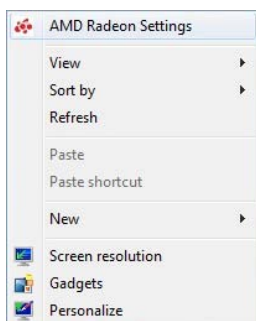 AMD Radeon Settings
View
Sort by
Refresh
Paste
Paste shortcut
New
Screen resolution
Gadgets
Personalize